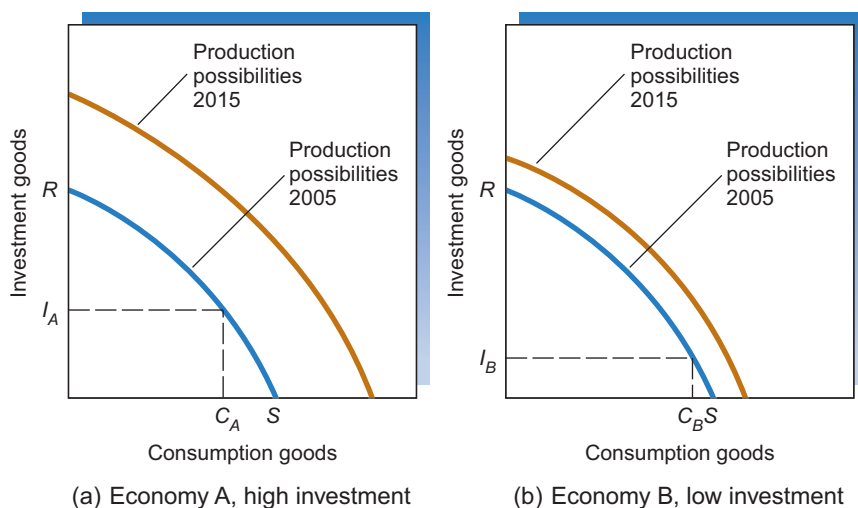 Production
possibilities
2015
Production
possibilities
2005
Investment goods
R
I_A
C_A S
Consumption goods
(a) Economy A, high investment
Production
possibilities
2015
Production
possibilities
2005
Investment goods
R
I_B
C_B S
Consumption goods
(b) Economy B, low investment